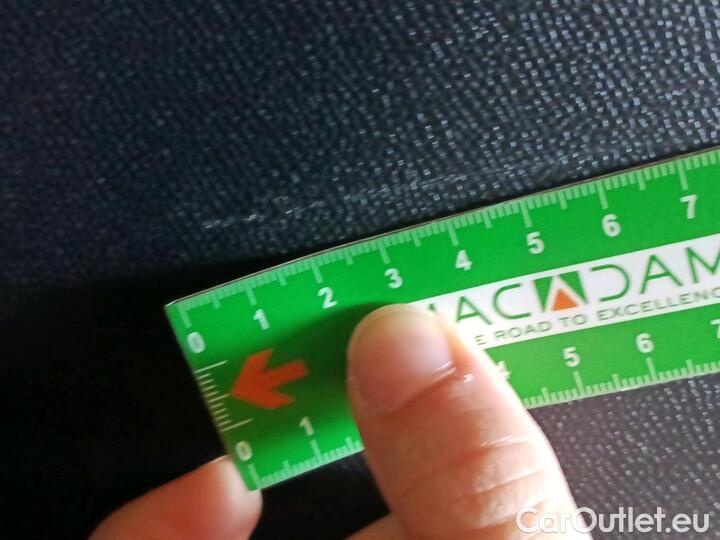 0 1 2 3 4 5 6 7
ACADAM
E ROAD TO EXCELLENC
0 1 4 5 6 7
CarOutlet.eu